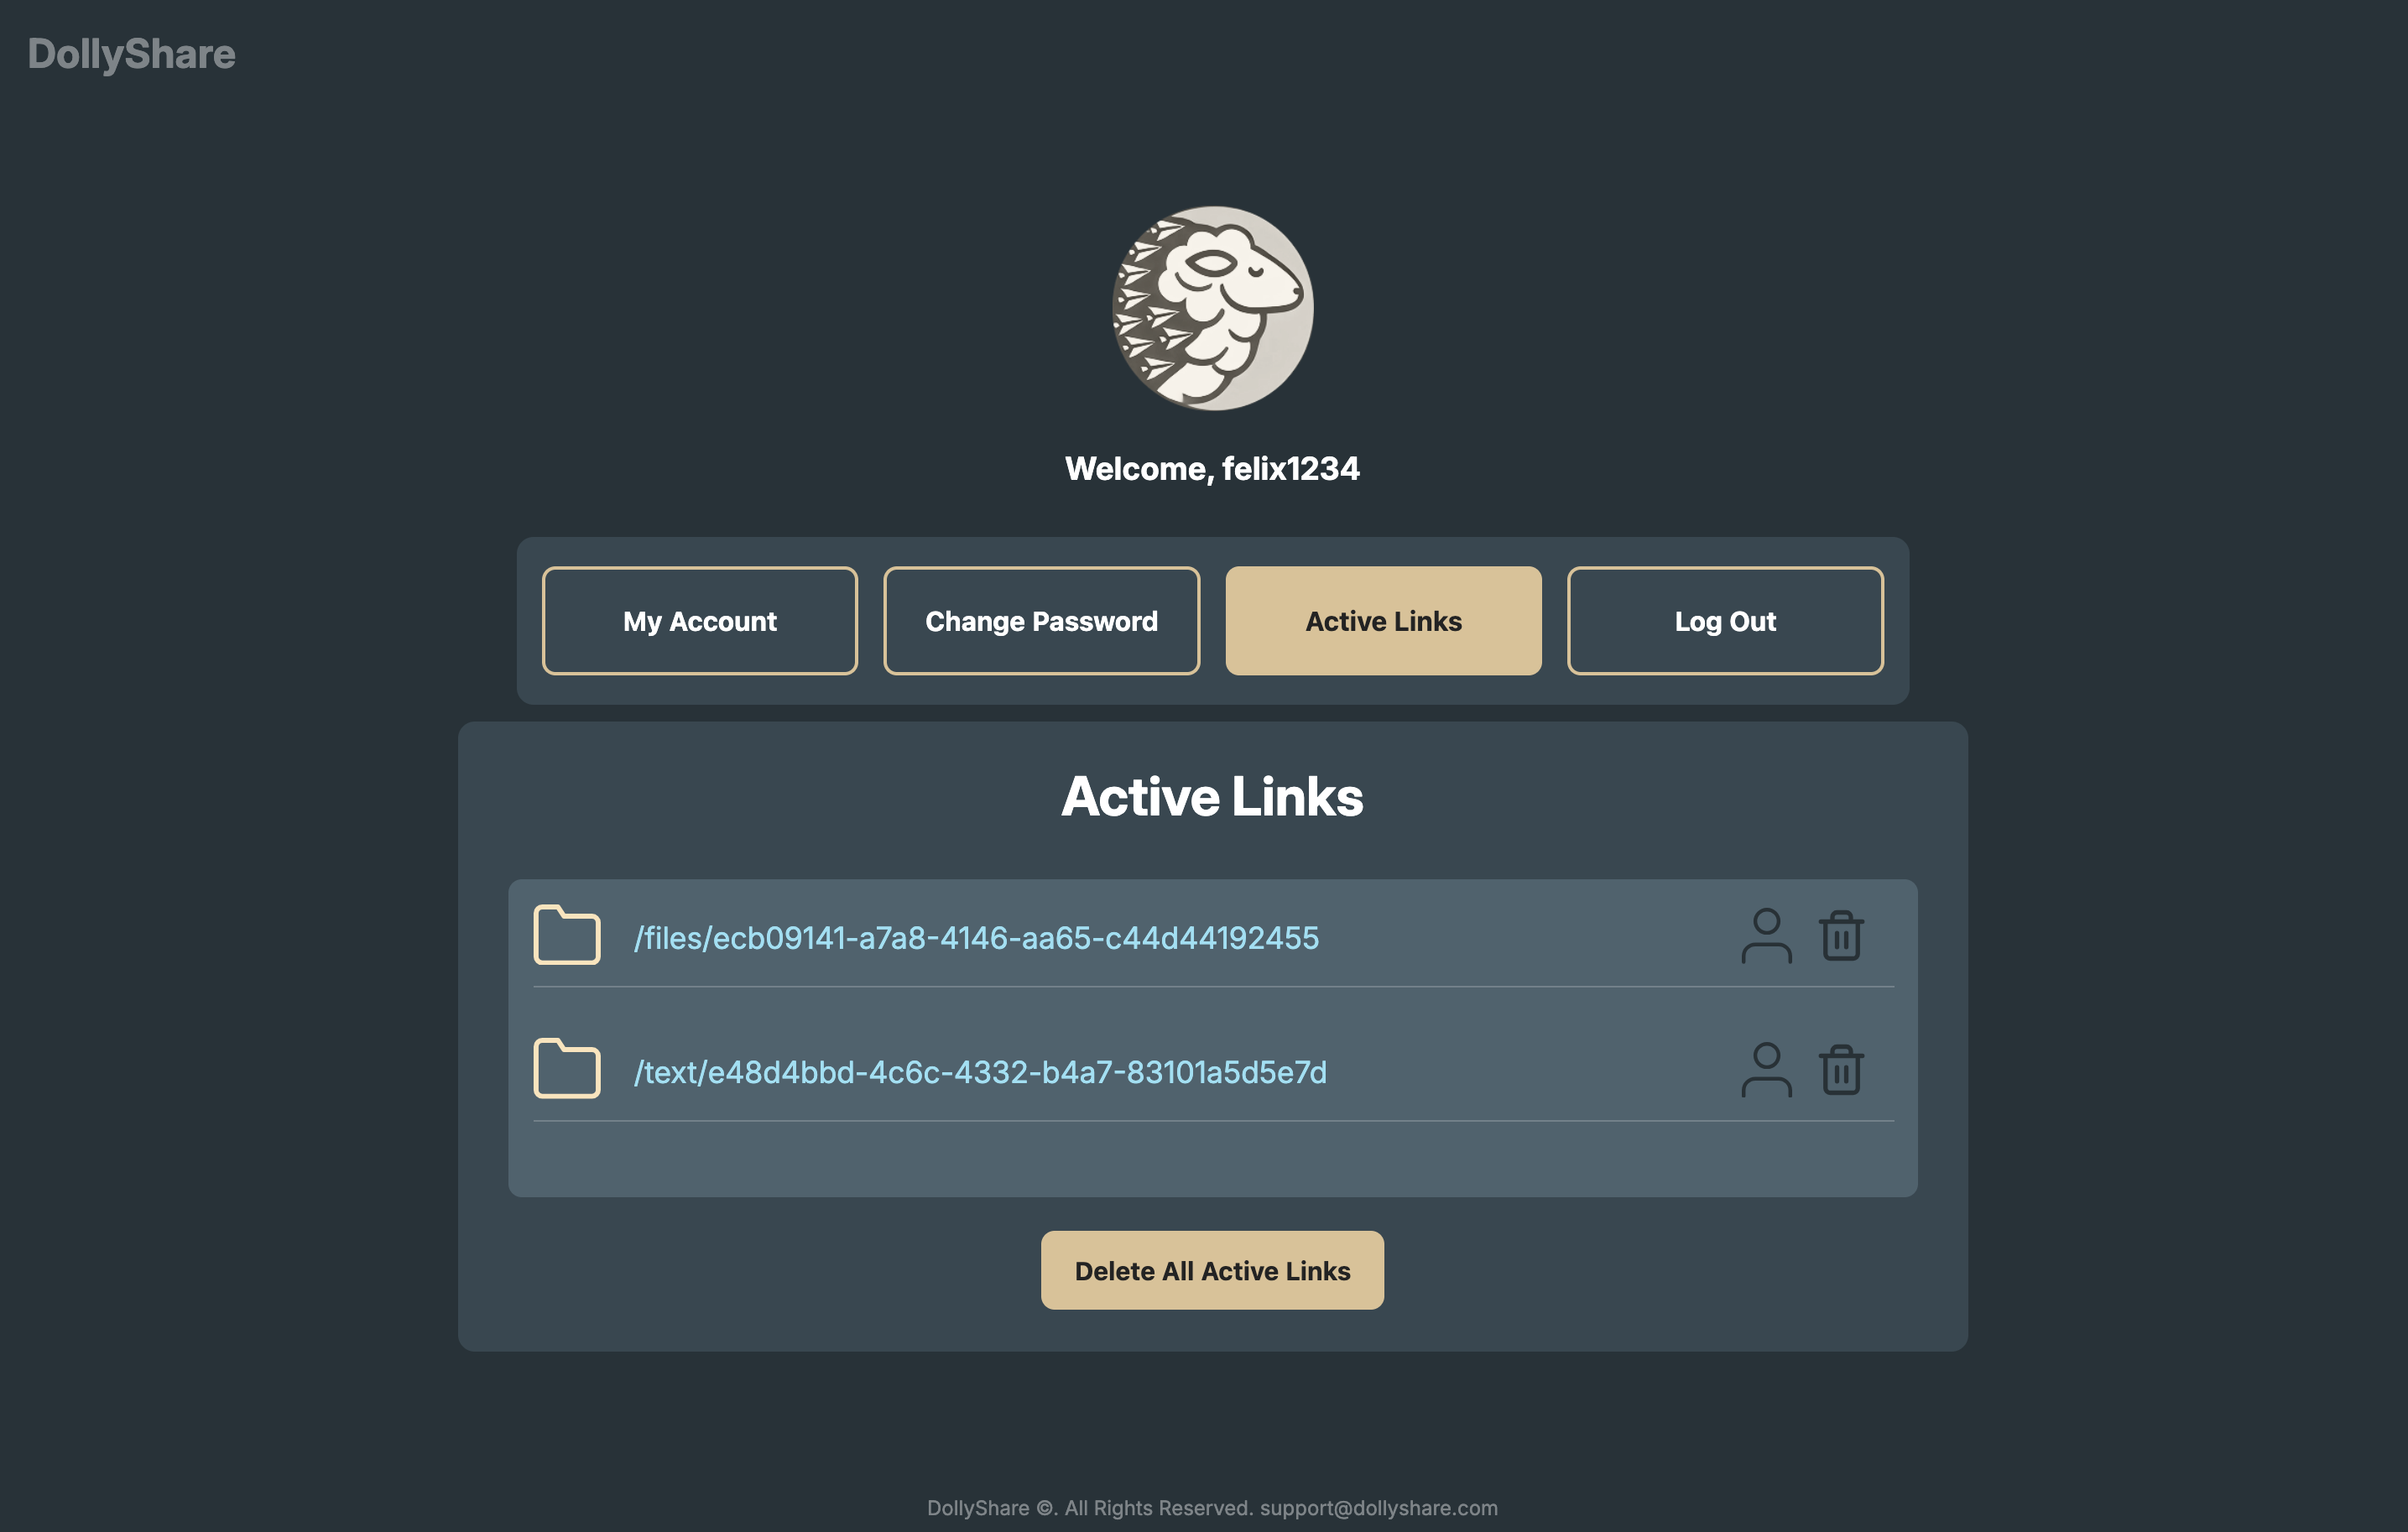 DollyShare
Welcome, felix1234
My Account
Change Password
Active Links
Log Out
Active Links
/files/ecb09141-a7a8-4146-aa65-c44d44192455
/text/e48d4bbd-4c6c-4332-b4a7-83101a5d5e7d
Delete All Active Links
DollyShare ©. All Rights Reserved. support@dollyshare.com